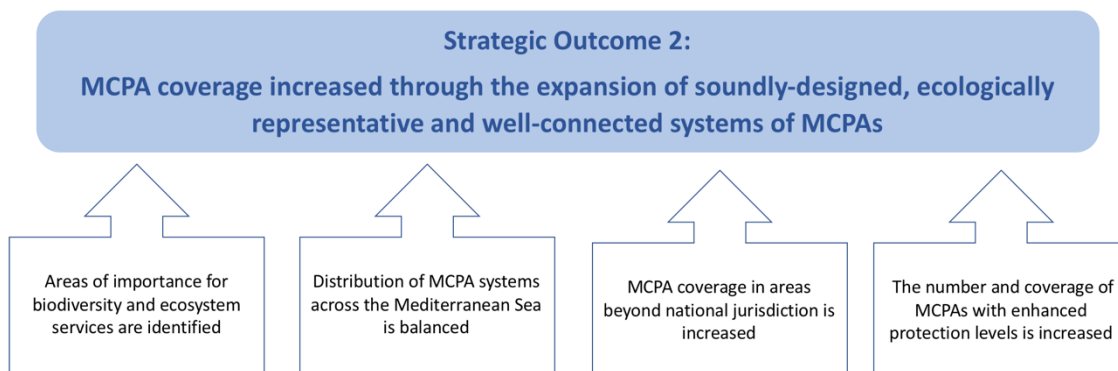 Strategic Outcome 2:
MCPA coverage increased through the expansion of soundly-designed, ecologically
representative and well-connected systems of MCPAs
Areas of importance for
biodiversity and ecosystem
services are identified
Distribution of MCPA systems
across the Mediterranean Sea
is balanced
MCPA coverage in areas
beyond national jurisdiction is
increased
The number and coverage of
MCPAs with enhanced
protection levels is increased